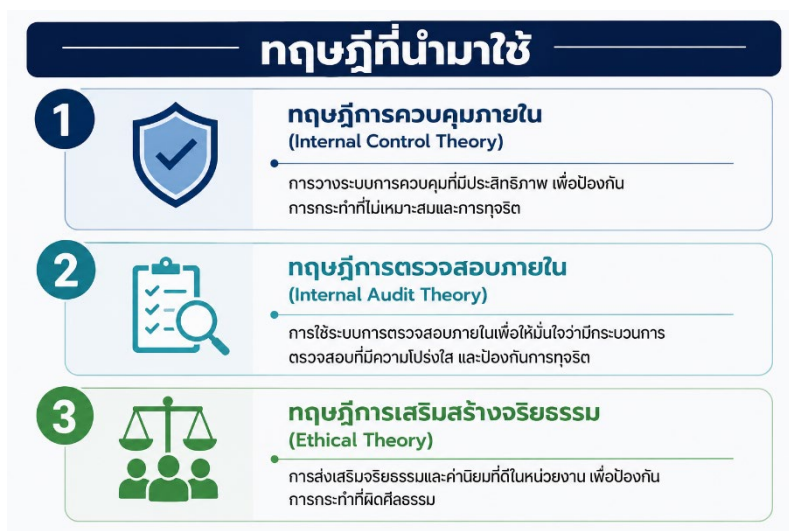 ทฤษฎีที่นำมาใช้
1
ทฤษฎีการควบคุมภายใน
(Internal Control Theory)
การวางระบบการควบคุมที่มีประสิทธิภาพ เพื่อป้องกัน
การกระทำที่ไม่เหมาะสมและการทุจริต
2
ทฤษฎีการตรวจสอบภายใน
(Internal Audit Theory)
การใช้ระบบการตรวจสอบภายในเพื่อให้มั่นใจว่ามีกระบวนการ
ตรวจสอบที่มีความโปร่งใส และป้องกันการทุจริต
3
ทฤษฎีการเสริมสร้างจริยธรรม
(Ethical Theory)
การส่งเสริมจริยธรรมและค่านิยมที่ดีในหน่วยงาน เพื่อป้องกัน
การกระทำที่ผิดศีลธรรม